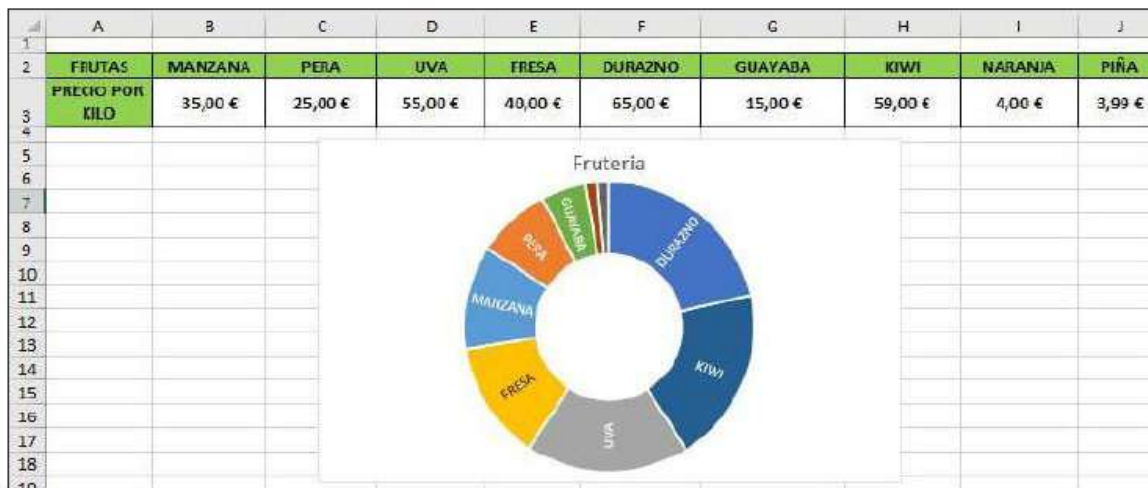 A B C D E F G H I J
1
2 FRUTAS MANZANA PERA UVA FRESA DURAZNO GUAYABA KIWI NARANJA PIÑA
PRECIO POR
3 KILO 35,00 € 25,00 € 55,00 € 40,00 € 65,00 € 15,00 € 59,00 € 4,00 € 3,99 €
4
5
Fruteria
6
7
8
9
10
11
12
13
14
15
16
17
18
19
GUAYABA
DURAZNO
PERA
MANZANA
KIWI
FRESA
UVA